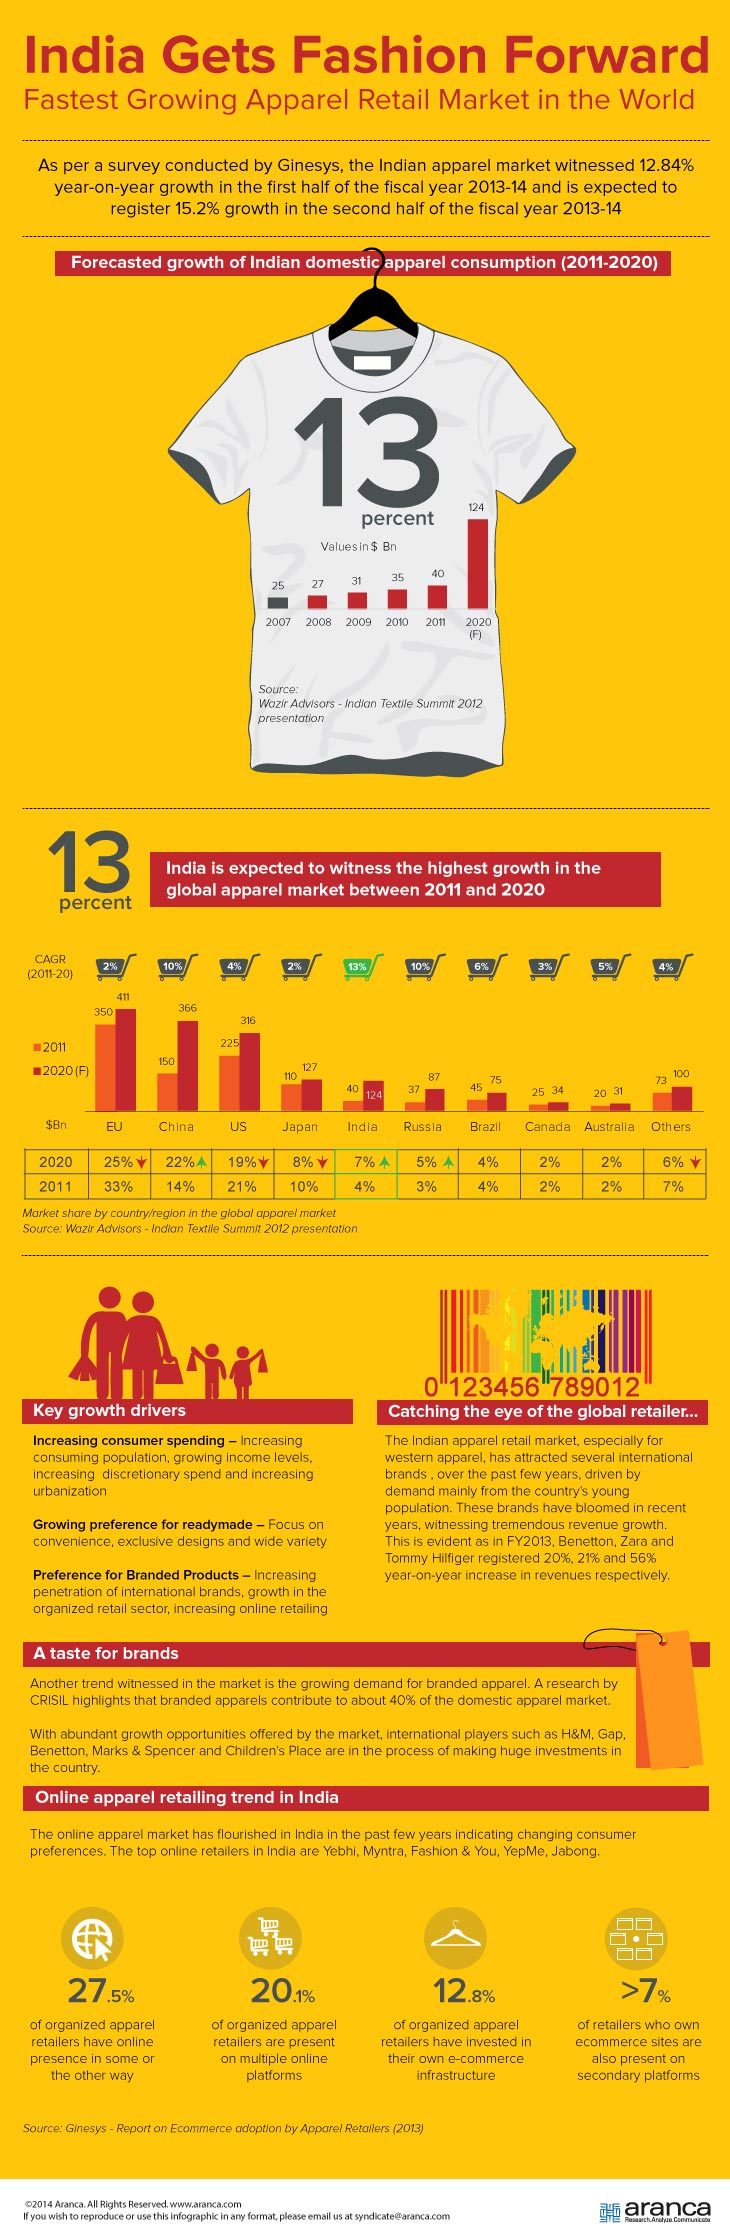 India Gets Fashion Forward
Fastest Growing Apparel Retail Market in the World
As per a survey conducted by Ginesys, the Indian apparel market witnessed 12.84%
year-on-year growth in the first half of the fiscal year 2013-14 and is expected to
register 15.2% growth in the second half of the fiscal year 2013-14
Forecasted growth of Indian domestic apparel consumption (2011-2020)
13
percent
Values in $ Bn
25 27 31 35 40 124
2007 2008 2009 2010 2011 2020
(F)
Source:
Wazir Advisors - Indian Textile Summit 2012
presentation
13
percent
India is expected to witness the highest growth in the
global apparel market between 2011 and 2020
CAGR
(2011-20)
2% 10% 4% 2% 13% 10% 6% 3% 5% 4%
2011
2020 (F)
350 411 150 366 225 316 110 127 40 124 37 87 45 75 25 34 20 31 73 100
$Bn EU China US Japan India Russia Brazil Canada Australia Others
2020 25% 22% 19% 8% 7% 5% 4% 2% 2% 6%
2011 33% 14% 21% 10% 4% 3% 4% 2% 2% 7%
Market share by country/region in the global apparel market
Source: Wazir Advisors - Indian Textile Summit 2012 presentation
Key growth drivers
Increasing consumer spending – Increasing
consuming population, growing income levels,
increasing discretionary spend and increasing
urbanization
Growing preference for readymade – Focus on
convenience, exclusive designs and wide variety
Preference for Branded Products – Increasing
penetration of international brands, growth in the
organized retail sector, increasing online retailing
0 123456 789012
Catching the eye of the global retailer...
The Indian apparel retail market, especially for
western apparel, has attracted several international
brands , over the past few years, driven by
demand mainly from the country's young
population. These brands have bloomed in recent
years, witnessing tremendous revenue growth.
This is evident as in FY2013, Benetton, Zara and
Tommy Hilfiger registered 20%, 21% and 56%
year-on-year increase in revenues respectively.
A taste for brands
Another trend witnessed in the market is the growing demand for branded apparel. A research by
CRISIL highlights that branded apparels contribute to about 40% of the domestic apparel market.
With abundant growth opportunities offered by the market, international players such as H&M, Gap,
Benetton, Marks & Spencer and Children's Place are in the process of making huge investments in
the country.
Online apparel retailing trend in India
The online apparel market has flourished in India in the past few years indicating changing consumer
preferences. The top online retailers in India are Yebhi, Myntra, Fashion & You, YepMe, Jabong.
27.5%
of organized apparel
retailers have online
presence in some or
the other way
20.1%
of organized apparel
retailers are present
on multiple online
platforms
12.8%
of organized apparel
retailers have invested in
their own e-commerce
infrastructure
>7%
of retailers who own
ecommerce sites are
also present on
secondary platforms
Source: Ginesys - Report on Ecommerce adoption by Apparel Retailers (2013)
©2014 Aranca. All Rights Reserved. www.aranca.com
If you wish to reproduce or use this infographic in any format, please email us at syndicate@aranca.com
aranca
Research.Analyze.Communicate